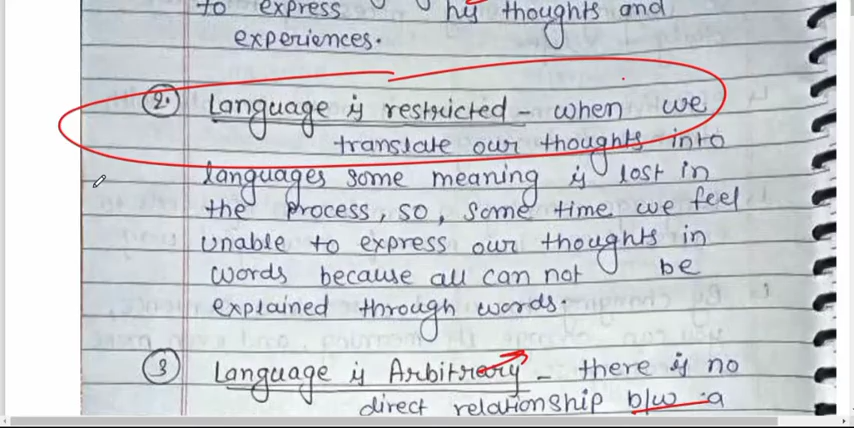 to express my thoughts and
experiences.
2. Language is restricted - when we
translate our thoughts into
languages some meaning is lost in
the process, so, some time we feel
unable to express our thoughts in
words because all can not be
explained through words.
3 Language is Arbitrary - there is no
direct relationship b/w a